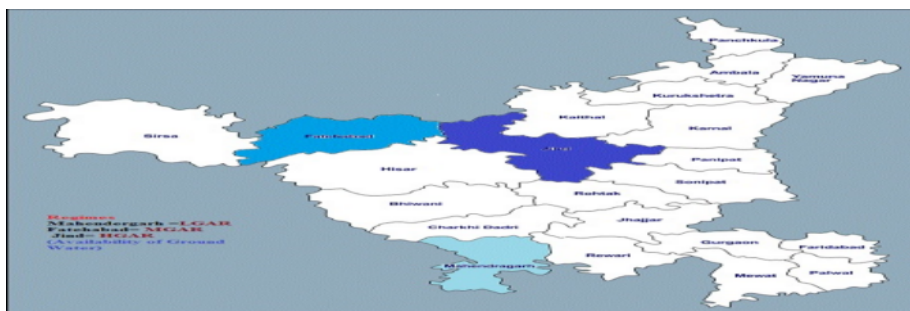 Panchkula
Ambala
Yamuna
Nagar
Kurukshetra
Kaithal
Karnal
Sirsa
Fatehabad
Jind
Panipat
Hisar
Sonipat
Rohtak
Bhiwani
Jhajjar
Charkhi Dadri
Gurgaon
Faridabad
Rewari
Mahendragarh
Mewat
Palwal
Regimes
Mahendergarh -LGAR
Fatehabad- MGAR
Jind- HGAR
(Availability of Ground
Water)